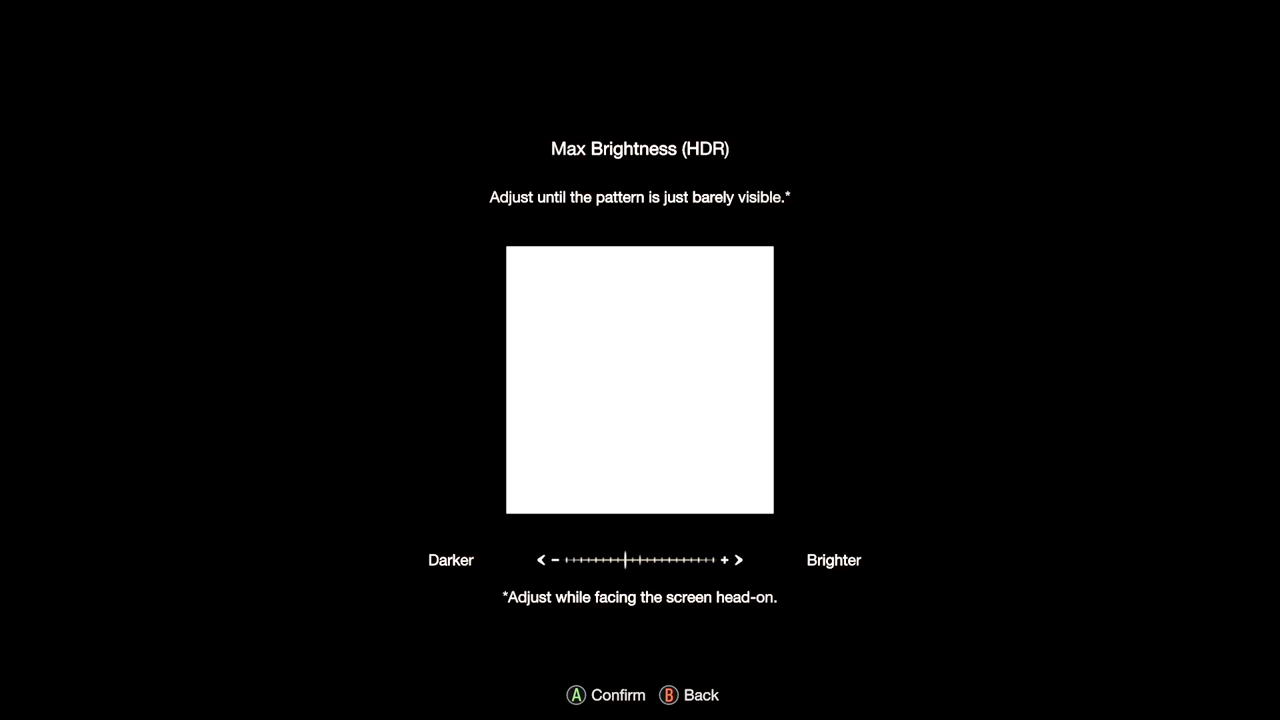 Max Brightness (HDR)
Adjust until the pattern is just barely visible.*
Darker < − + > Brighter
*Adjust while facing the screen head-on.
A Confirm B Back